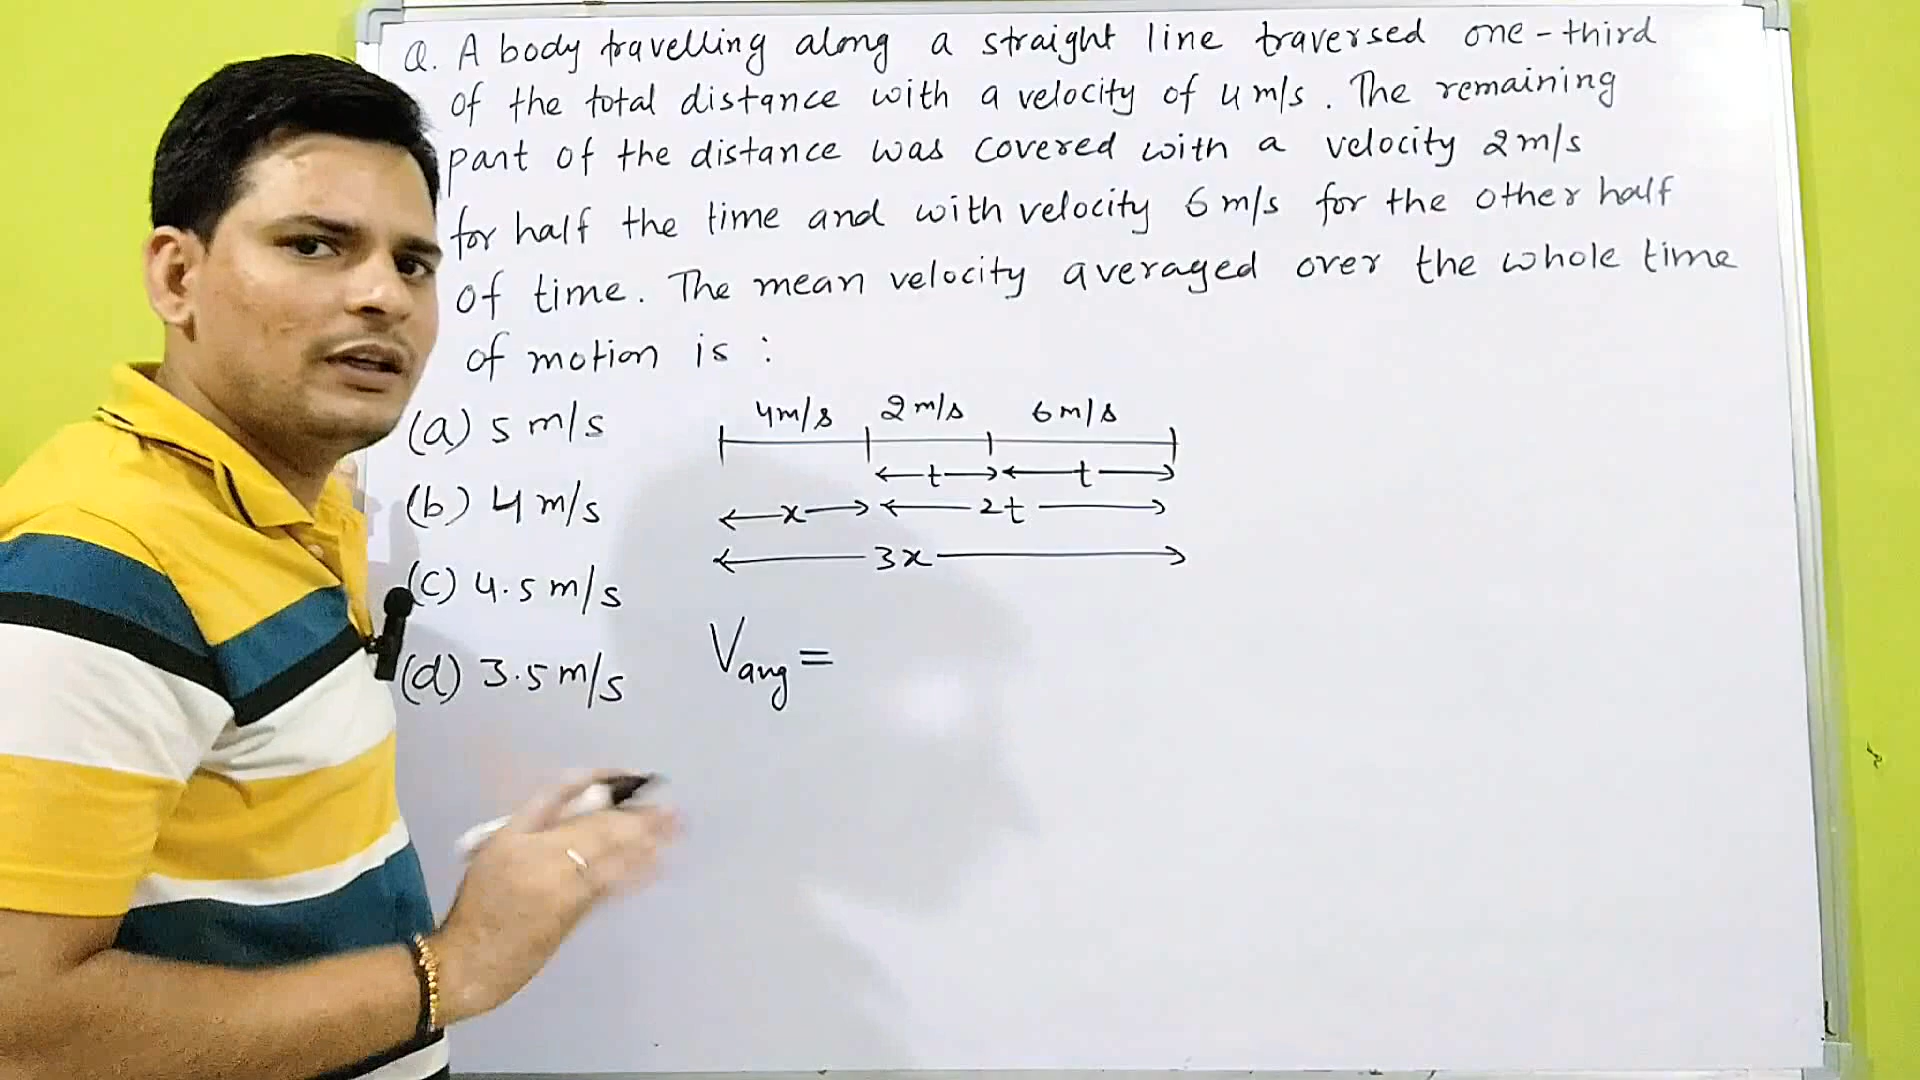 Q. A body travelling along a straight line traversed one-third
of the total distance with a velocity of 4 m/s. The remaining
part of the distance was covered with a velocity 2 m/s
for half the time and with velocity 6 m/s for the other half
of time. The mean velocity averaged over the whole time
of motion is :
(a) 5 m/s
(b) 4 m/s
(c) 4.5 m/s
(d) 3.5 m/s
4m/s 2m/s 6m/s
t t
x 2t
3x
Vavg =